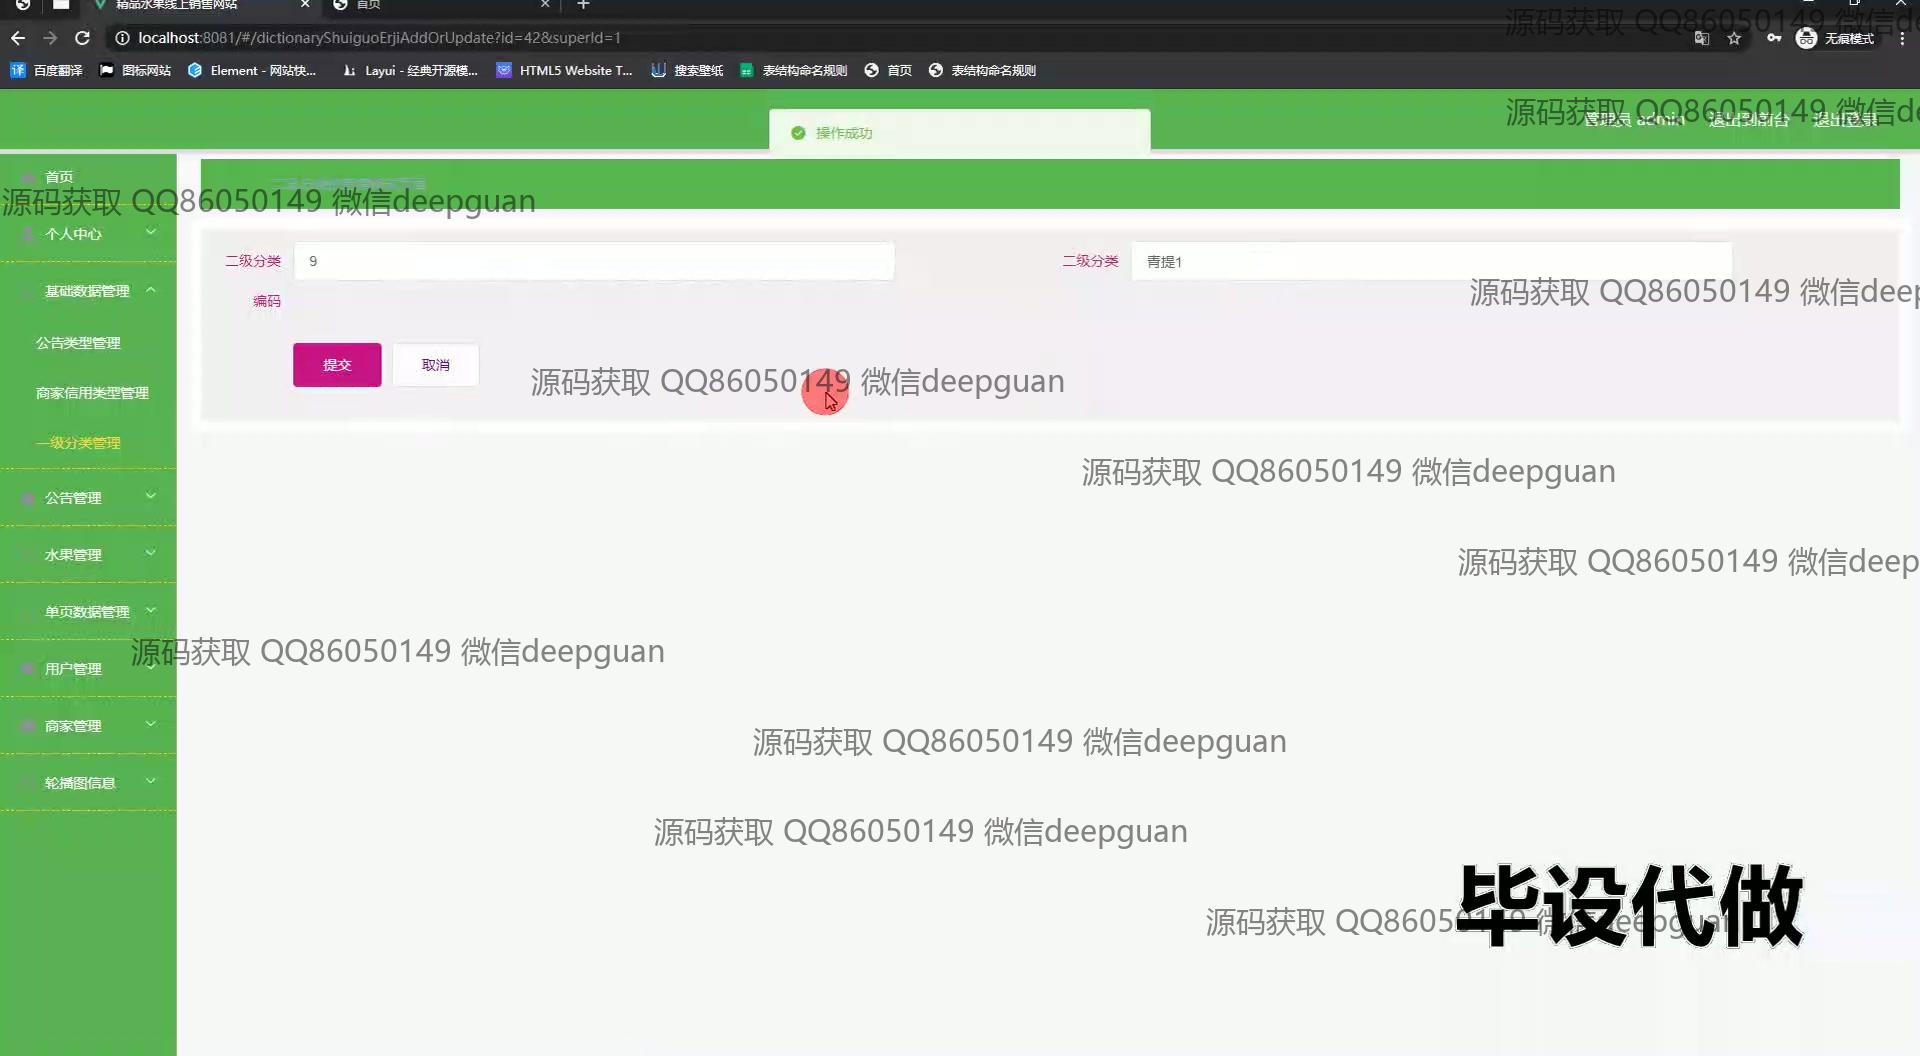 精品水果线上销售网站
首页
localhost:8081/#/dictionaryShuiguoErjiAddOrUpdate?id=42&superId=1
无痕模式
源码获取 QQ86050149 微信de
百度翻译
图标网站
Element - 网站快...
Layui - 经典开源模...
HTML5 Website T...
搜索壁纸
表结构命名规则
首页
表结构命名规则
操作成功
管理员 admin
退出到前台
退出登录
源码获取 QQ86050149 微信de
首页
源码获取 QQ86050149 微信deepguan
个人中心
基础数据管理
公告类型管理
商家信用类型管理
一级分类管理
公告管理
水果管理
单页数据管理
用户管理
商家管理
轮播图信息
二级分类
编码
9
二级分类
青提1
源码获取 QQ86050149 微信deep
提交
取消
源码获取 QQ86050149 微信deepguan
源码获取 QQ86050149 微信deepguan
源码获取 QQ86050149 微信deep
源码获取 QQ86050149 微信deepguan
源码获取 QQ86050149 微信deepguan
源码获取 QQ86050149 微信deepguan
源码获取 QQ86050149 微信deepguan
毕设代做